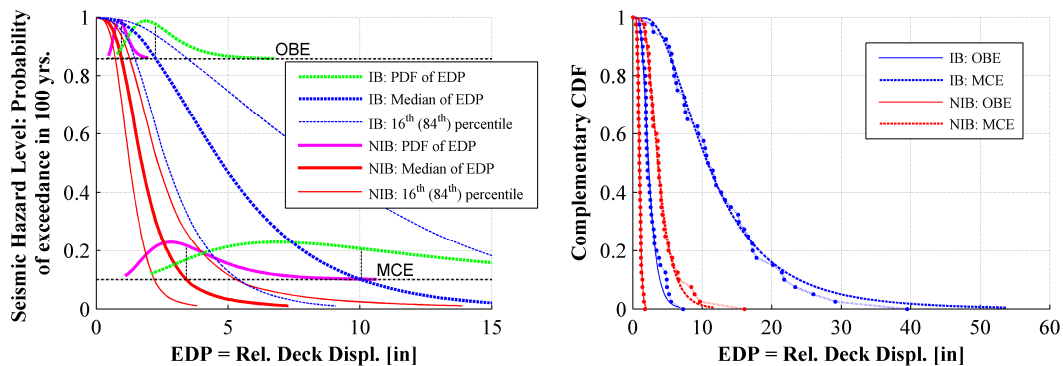 Seismic Hazard Level: Probability
of exceedance in 100 yrs.
1
0.8
0.6
0.4
0.2
0
OBE
IB: PDF of EDP
IB: Median of EDP
IB: 16th (84th) percentile
NIB: PDF of EDP
NIB: Median of EDP
NIB: 16th (84th) percentile
MCE
0 5 10 15
EDP = Rel. Deck Displ. [in]
Complementary CDF
1
0.8
0.6
0.4
0.2
0
IB: OBE
IB: MCE
NIB: OBE
NIB: MCE
0 10 20 30 40 50 60
EDP = Rel. Deck Displ. [in]